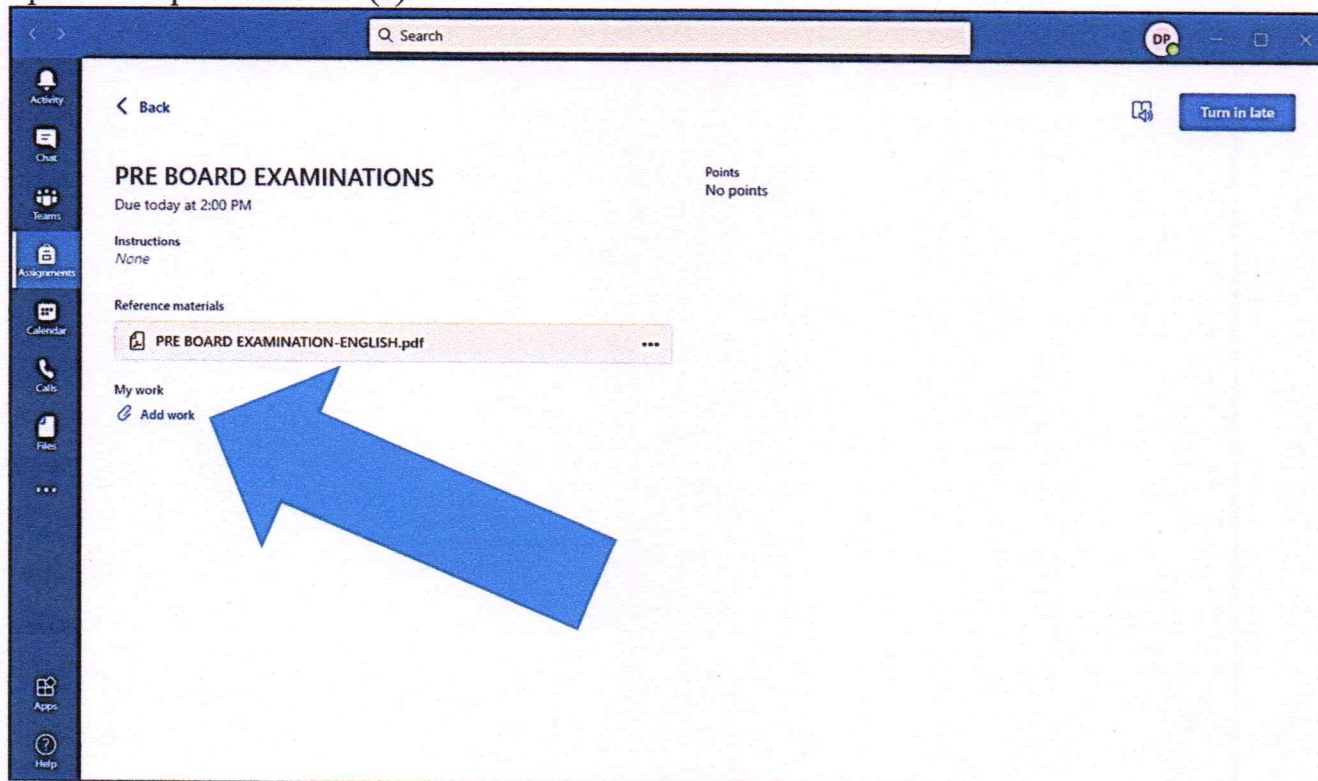 Search
DP
Activity
Chat
Teams
Assignments
Calendar
Calls
Files
Apps
Help
Back
Turn in late
PRE BOARD EXAMINATIONS
Due today at 2:00 PM
Points
No points
Instructions
None
Reference materials
PRE BOARD EXAMINATION-ENGLISH.pdf
My work
Add work